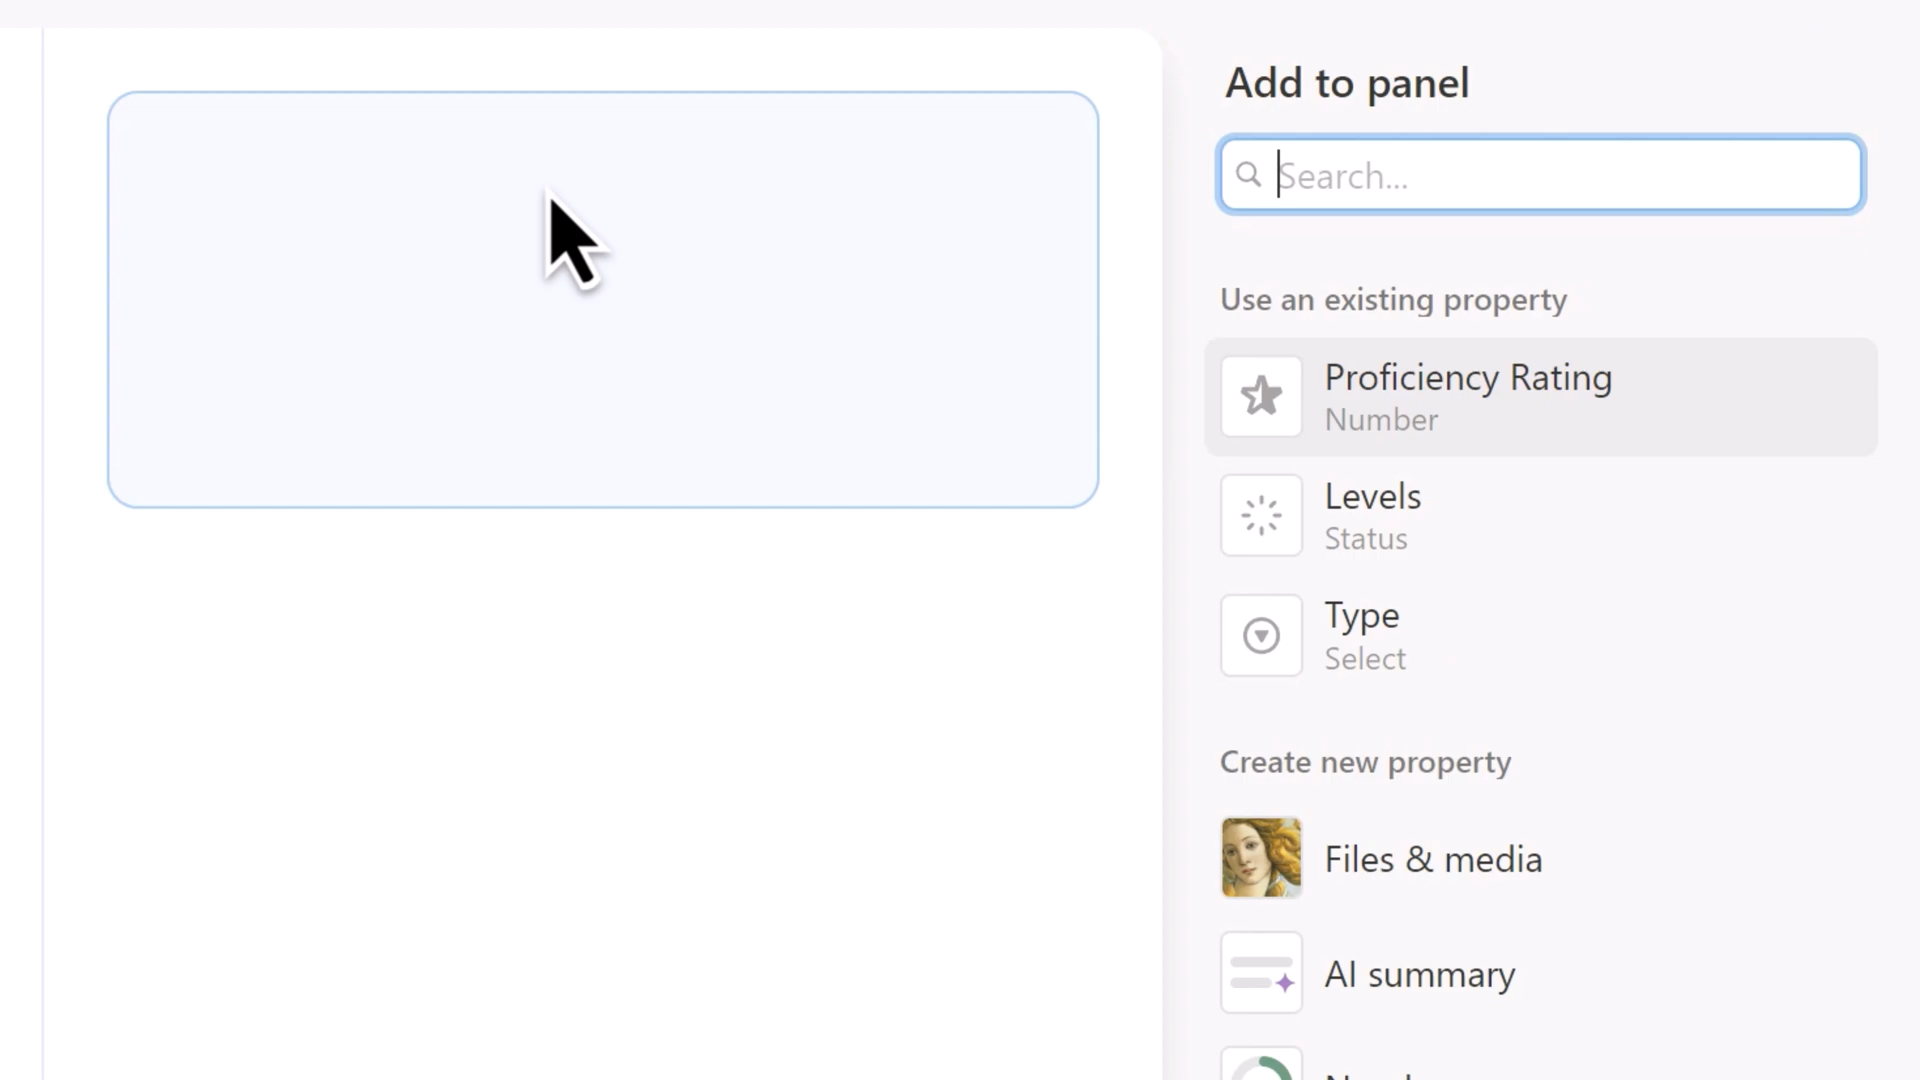 Add to panel
Search...
Use an existing property
Proficiency Rating
Number
Levels
Status
Type
Select
Create new property
Files & media
AI summary